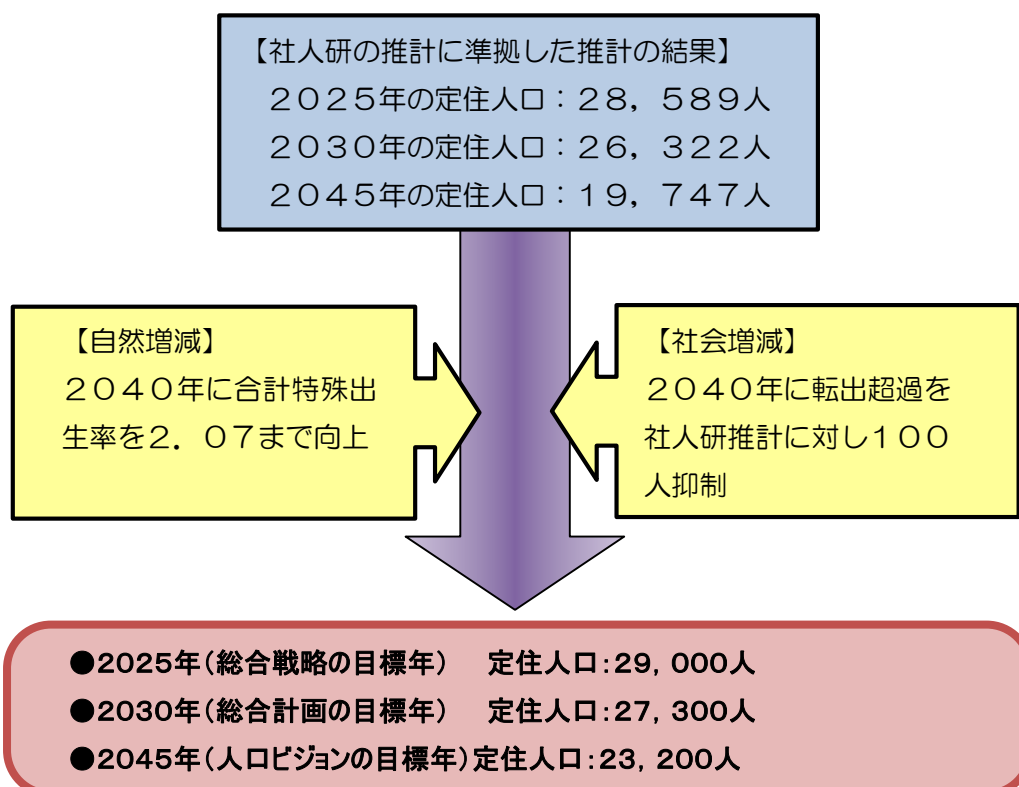 【社人研の推計に準拠した推計の結果】
２０２５年の定住人口：２８，５８９人
２０３０年の定住人口：２６，３２２人
２０４５年の定住人口：１９，７４７人
【自然増減】
２０４０年に合計特殊出
生率を２．０７まで向上
【社会増減】
２０４０年に転出超過を
社人研推計に対し１００
人抑制
●2025年（総合戦略の目標年）　定住人口：29，000人
●2030年（総合計画の目標年）　定住人口：27，300人
●2045年（人口ビジョンの目標年）定住人口：23，200人